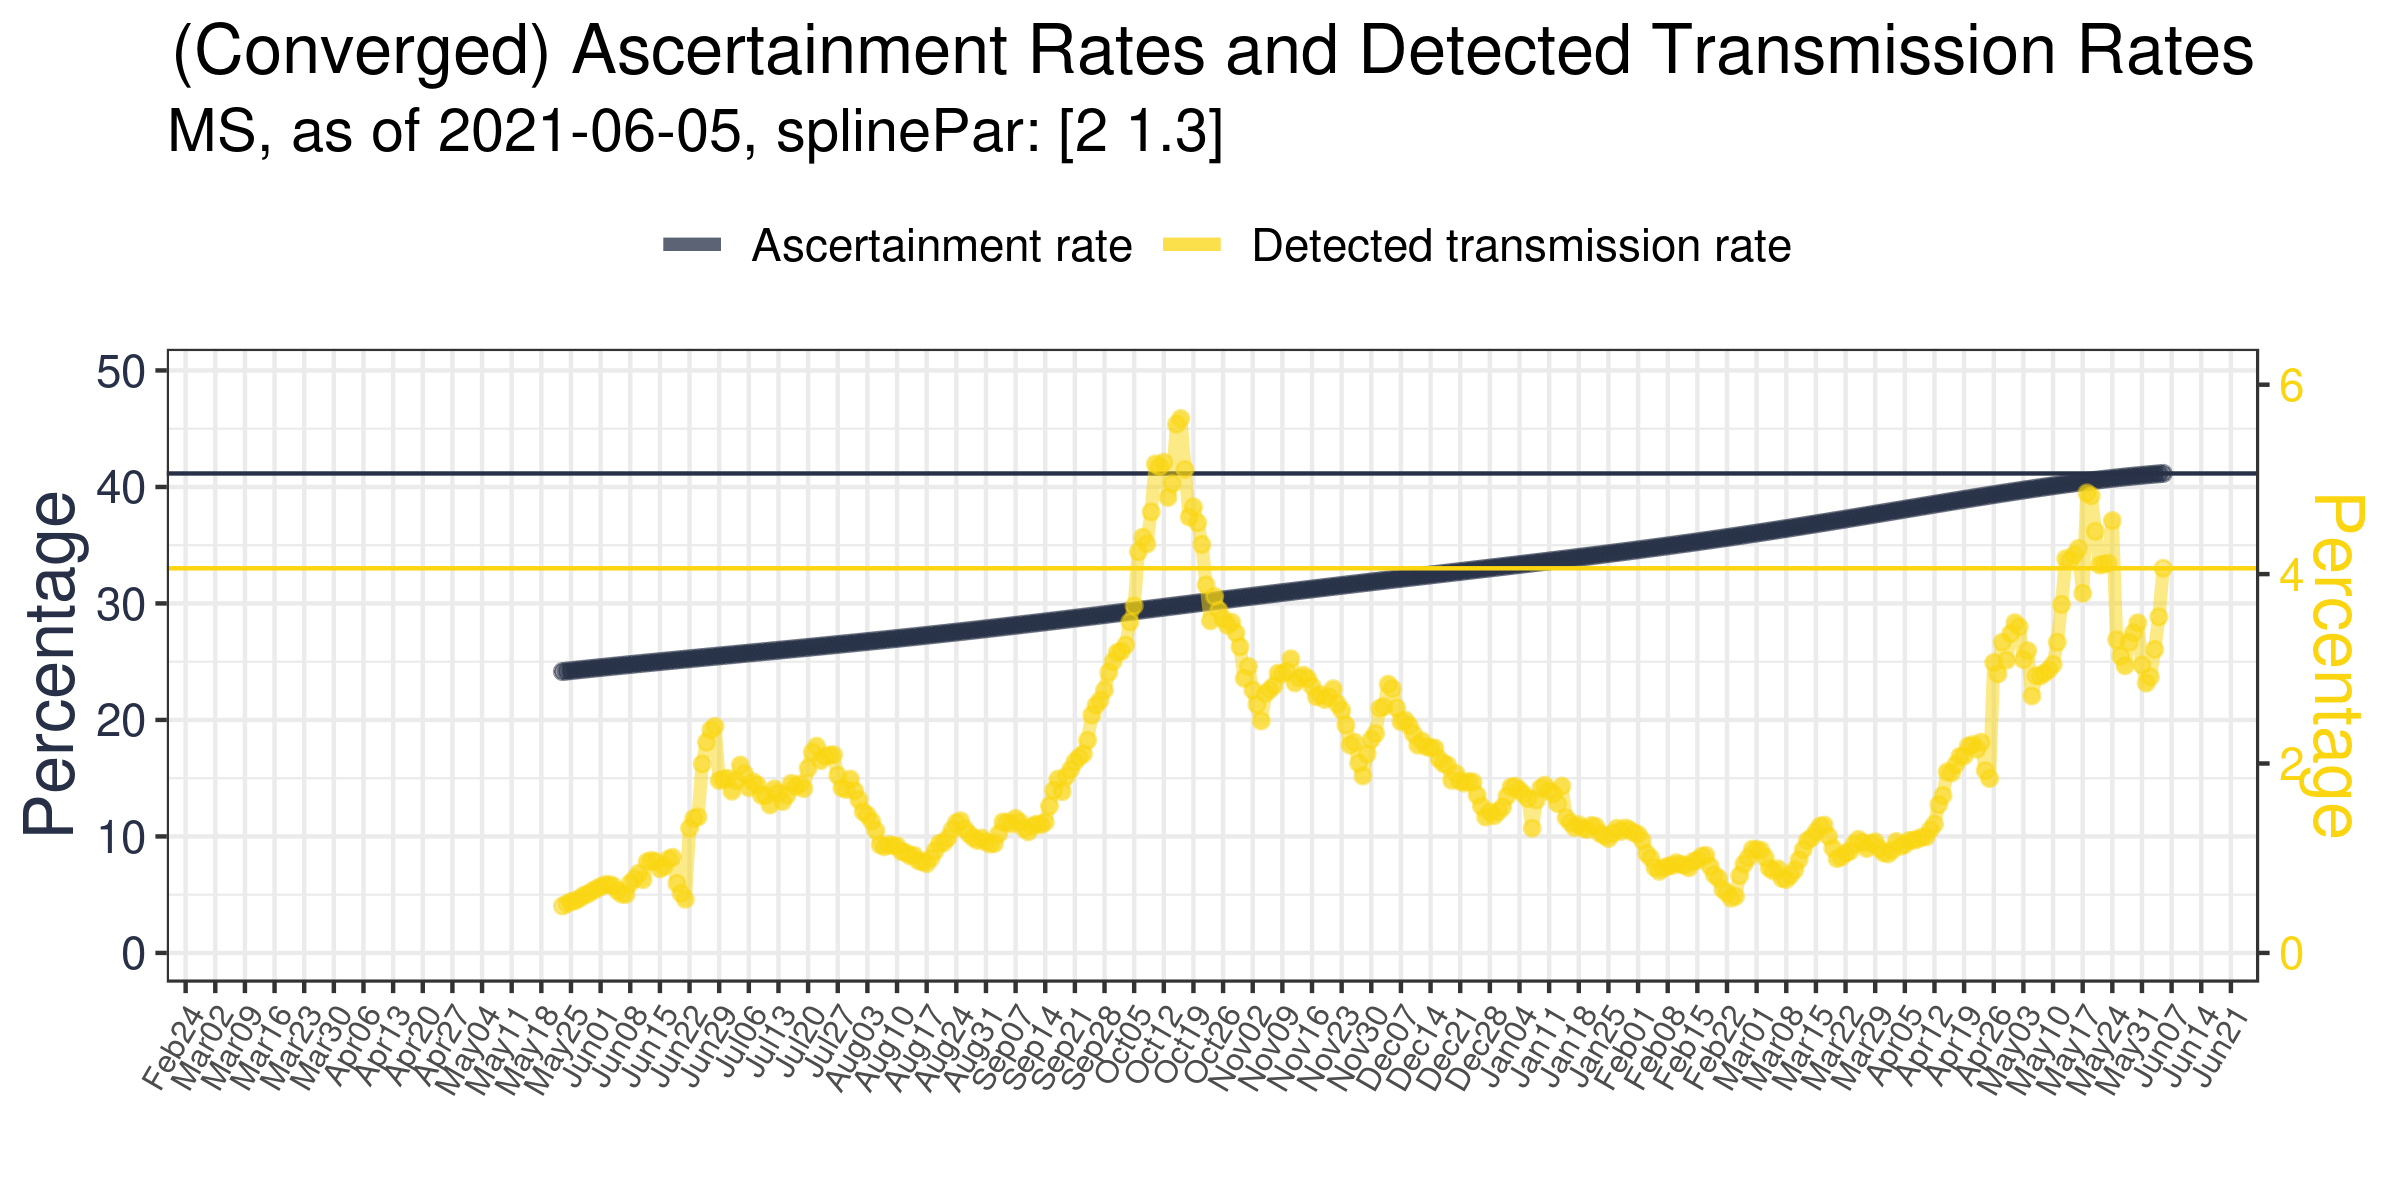 (Converged) Ascertainment Rates and Detected Transmission Rates
MS, as of 2021-06-05, splinePar: [2 1.3]
Ascertainment rate
Detected transmission rate
Percentage
50
40
30
20
10
0
6
4
2
0
Percentage
Feb24
Mar02
Mar09
Mar16
Mar23
Mar30
Apr06
Apr13
Apr20
Apr27
May04
May11
May18
May25
Jun01
Jun08
Jun15
Jun22
Jun29
Jul06
Jul13
Jul20
Jul27
Aug03
Aug10
Aug17
Aug24
Aug31
Sep07
Sep14
Sep21
Sep28
Oct05
Oct12
Oct19
Oct26
Nov02
Nov09
Nov16
Nov23
Nov30
Dec07
Dec14
Dec21
Dec28
Jan04
Jan11
Jan18
Jan25
Feb01
Feb08
Feb15
Feb22
Mar01
Mar08
Mar15
Mar22
Mar29
Apr05
Apr12
Apr19
Apr26
May03
May10
May17
May24
May31
Jun07
Jun14
Jun21